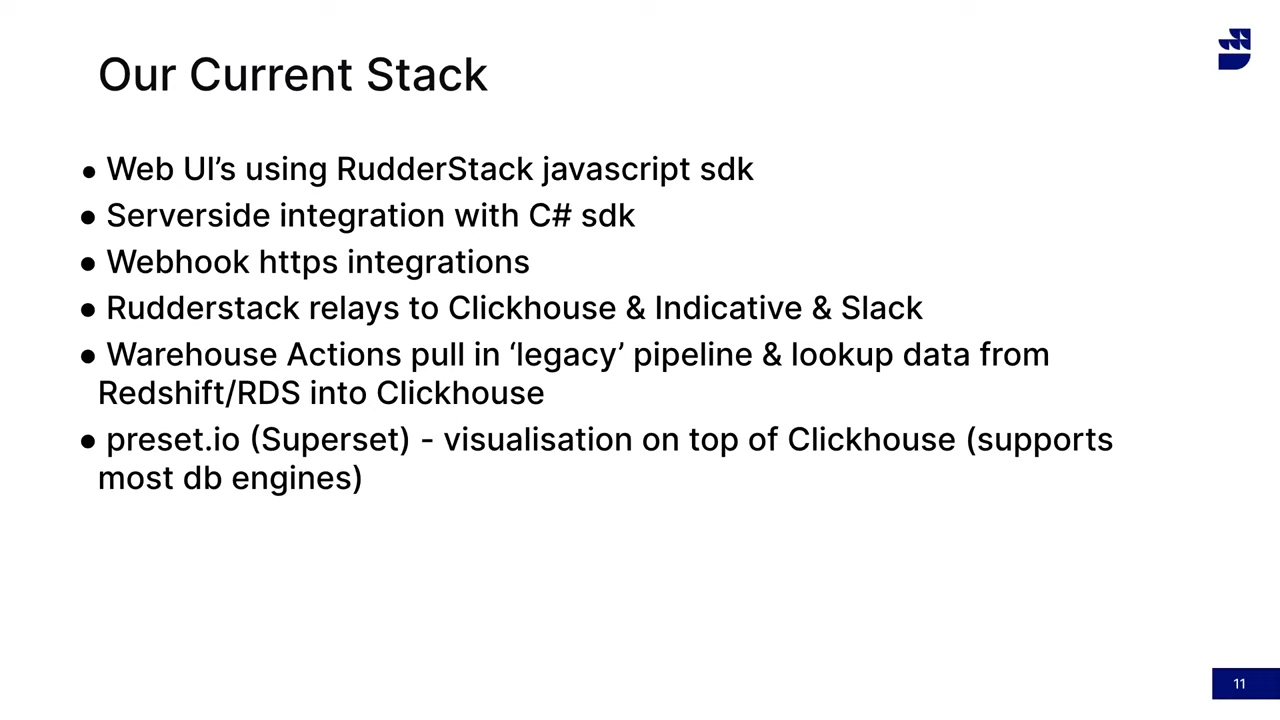 Our Current Stack
● Web UI’s using RudderStack javascript sdk
● Serverside integration with C# sdk
● Webhook https integrations
● Rudderstack relays to Clickhouse & Indicative & Slack
● Warehouse Actions pull in ‘legacy’ pipeline & lookup data from
Redshift/RDS into Clickhouse
● preset.io (Superset) - visualisation on top of Clickhouse (supports
most db engines)
11